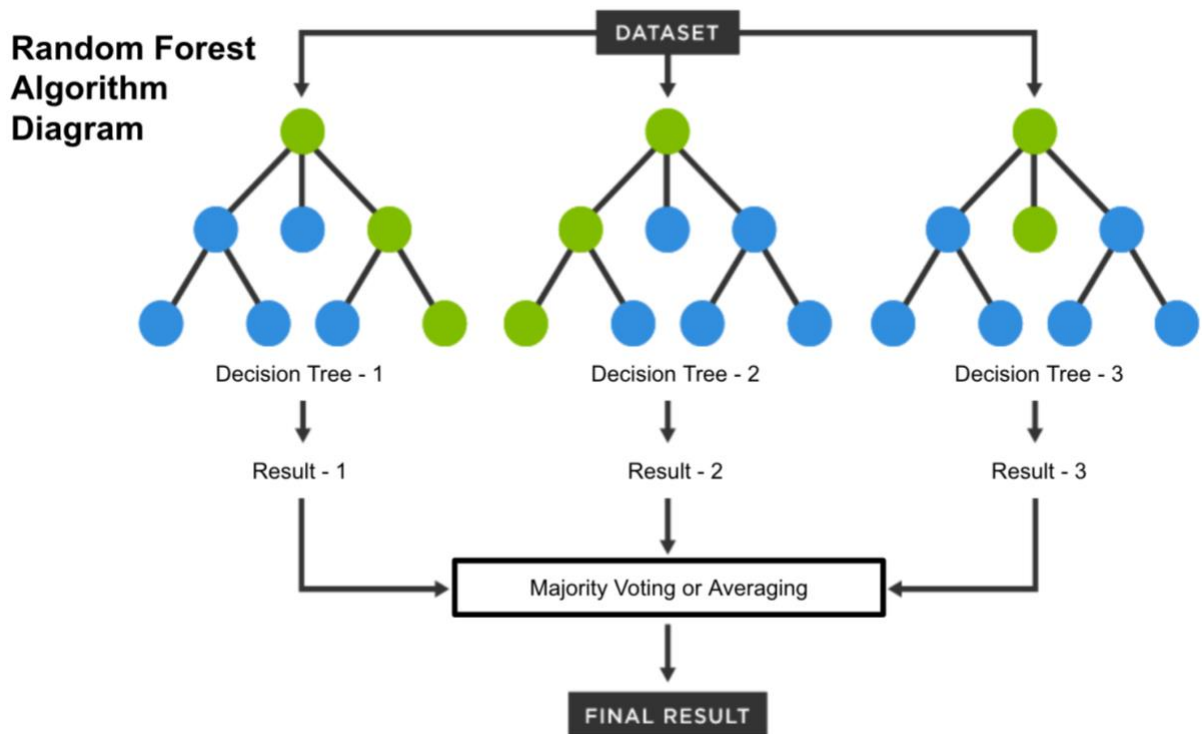 Random Forest
Algorithm
Diagram
DATASET
Decision Tree - 1
Decision Tree - 2
Decision Tree - 3
Result - 1
Result - 2
Result - 3
Majority Voting or Averaging
FINAL RESULT